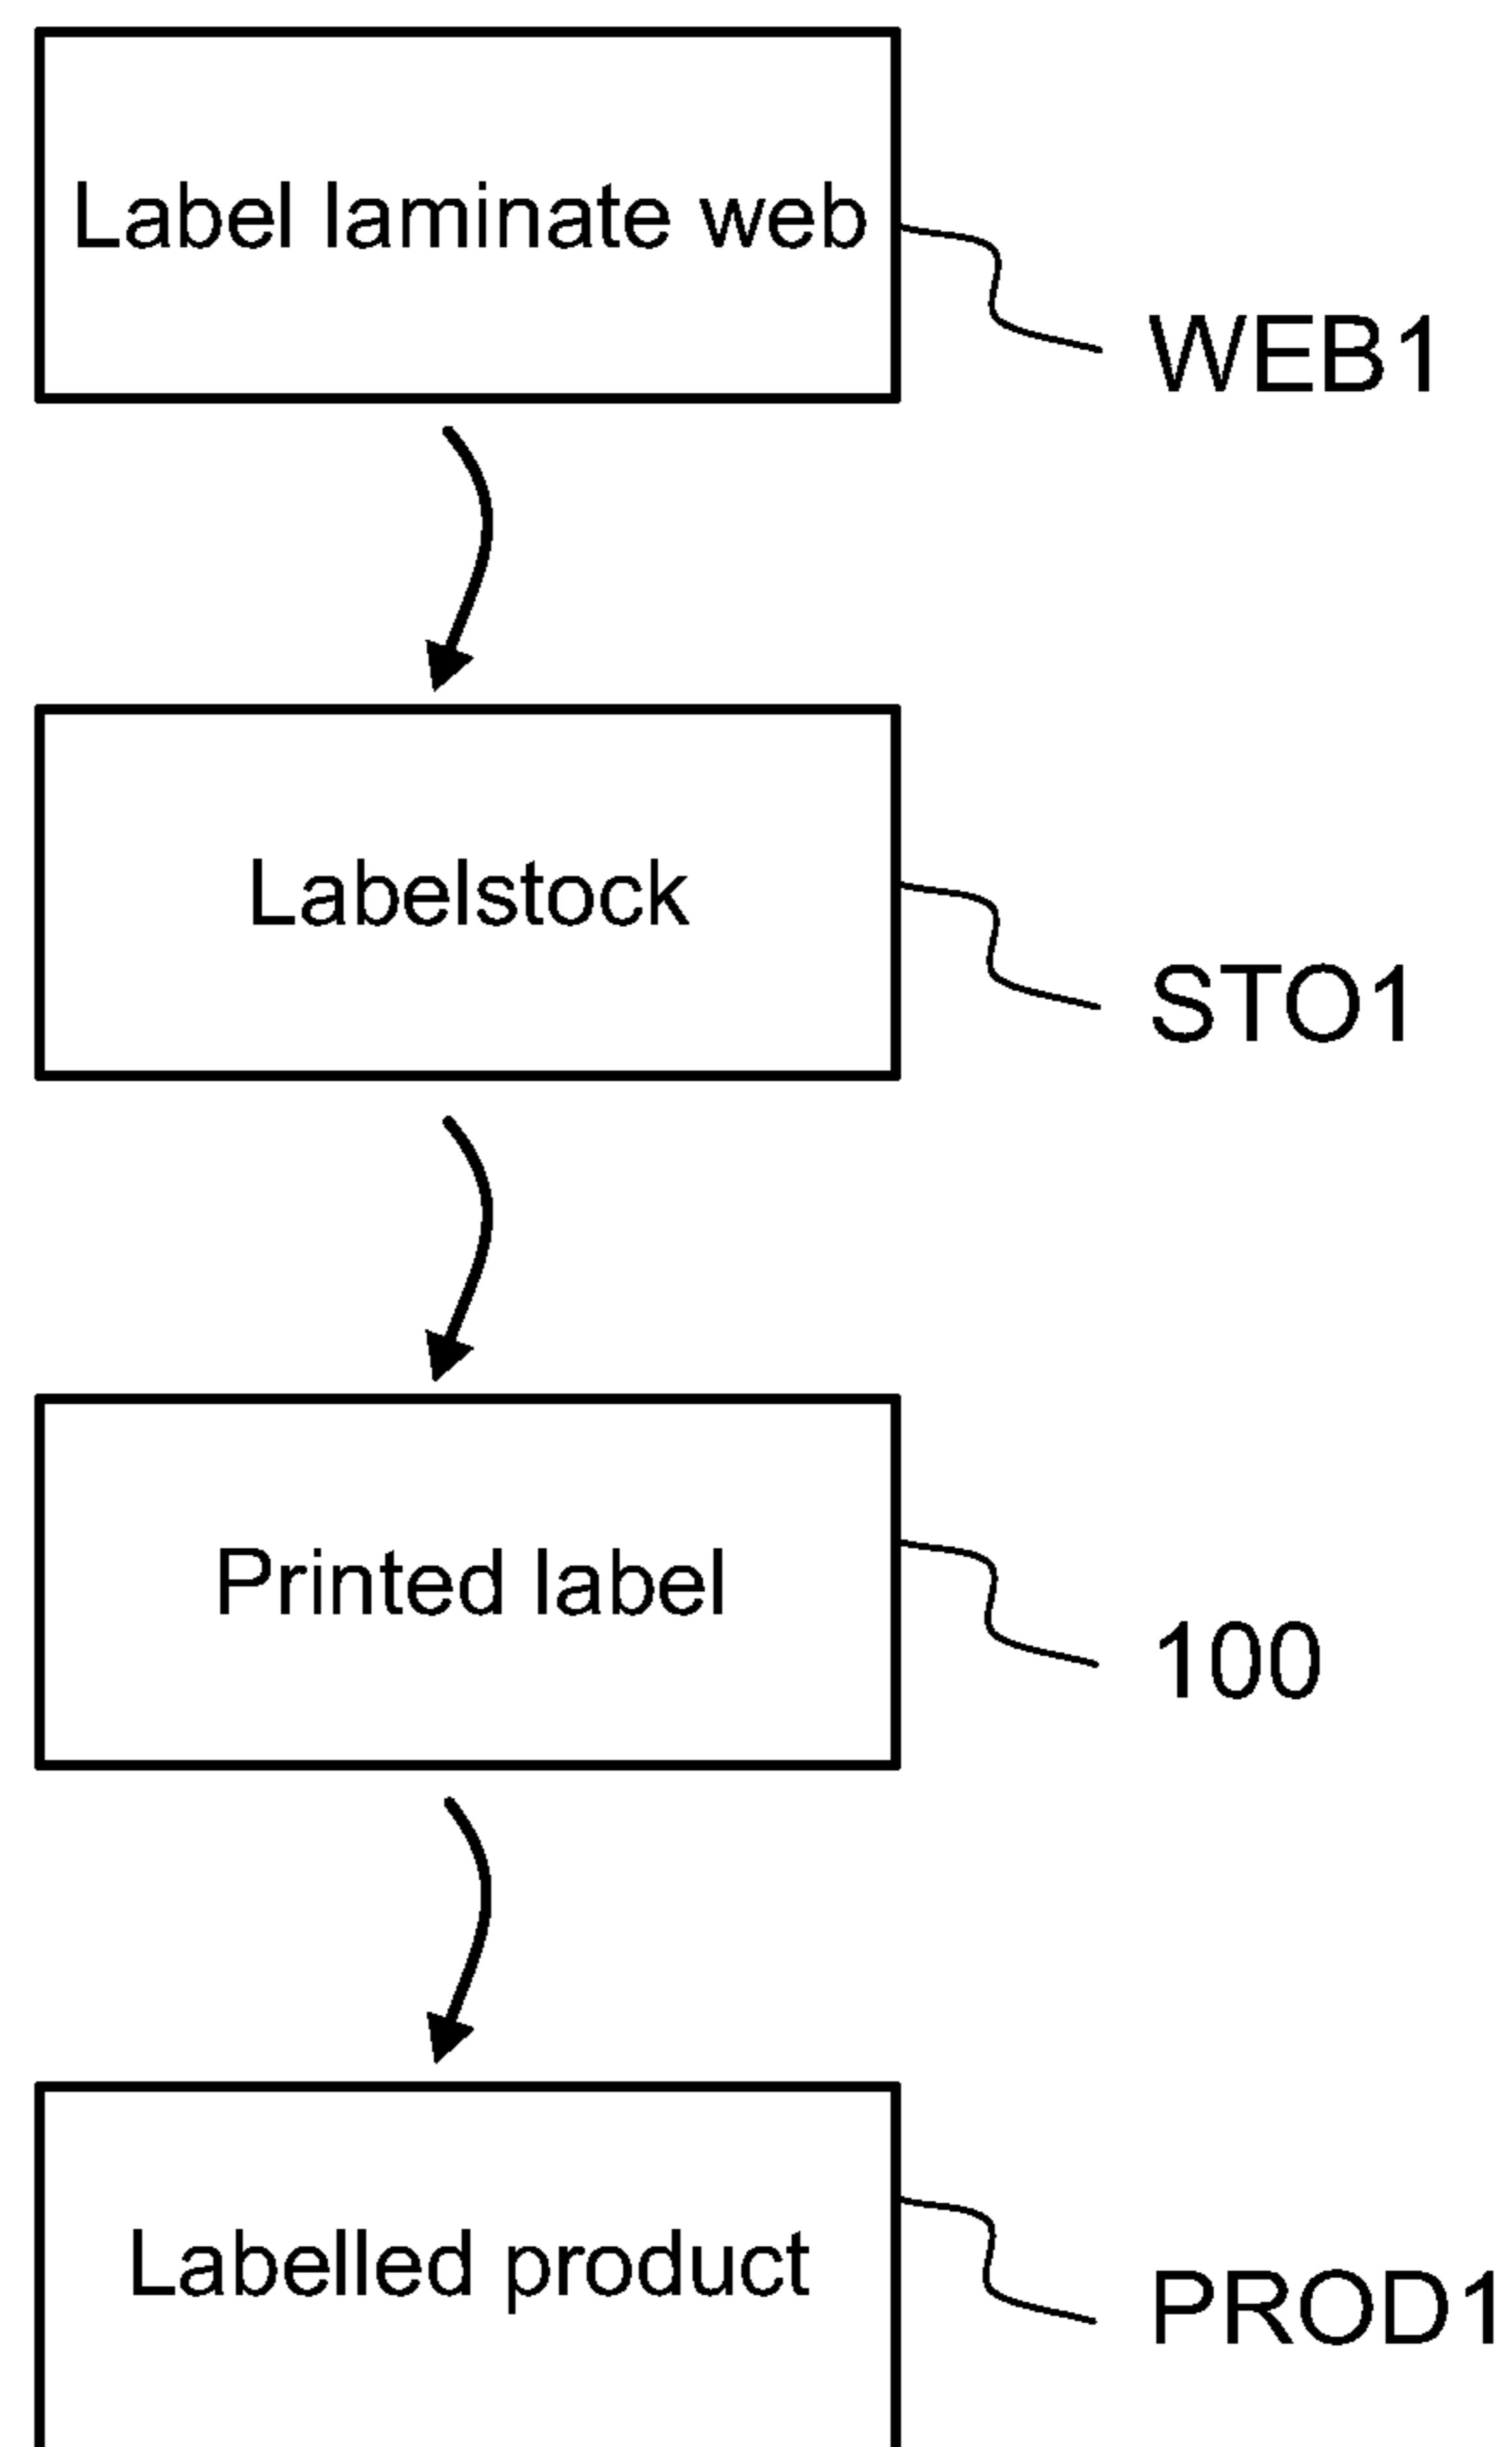 Label laminate web
WEB1
Labelstock
STO1
Printed label
100
Labelled product
PROD1